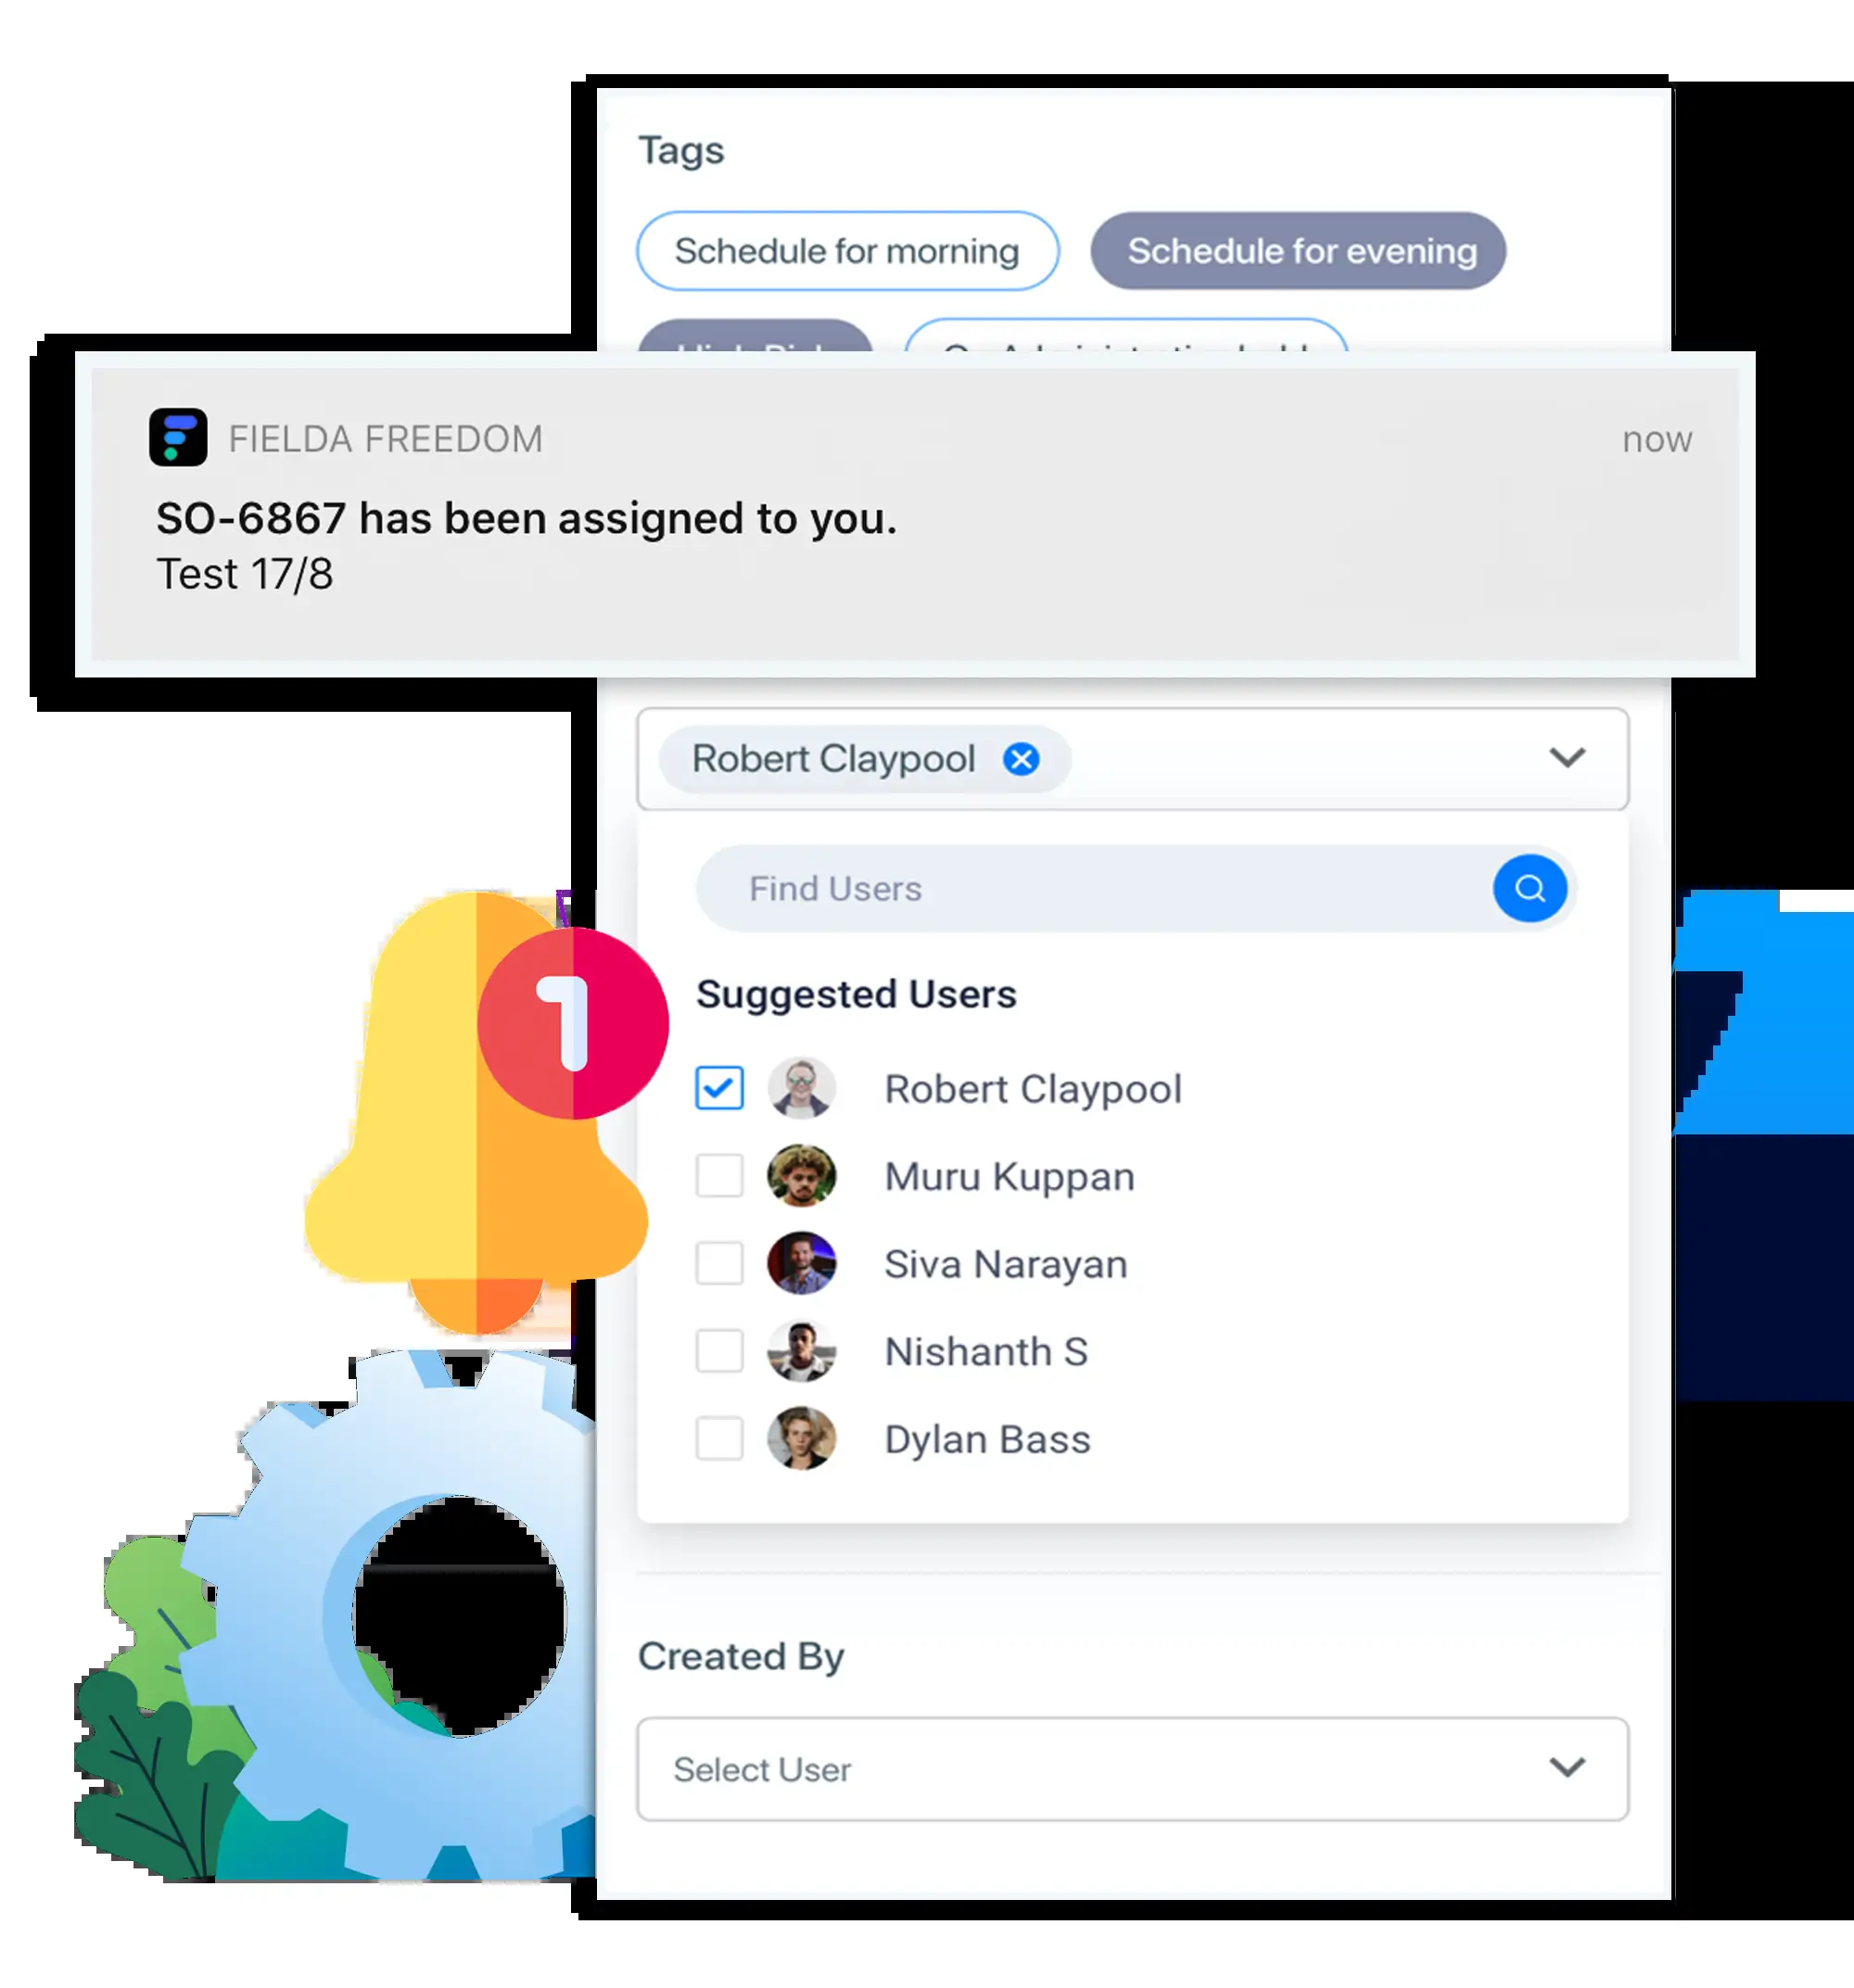 Tags
Schedule for morning
Schedule for evening
FIELDA FREEDOM
now
SO-6867 has been assigned to you.
Test 17/8
Robert Claypool
Find Users
1
Suggested Users
Robert Claypool
Muru Kuppan
Siva Narayan
Nishanth S
Dylan Bass
Created By
Select User